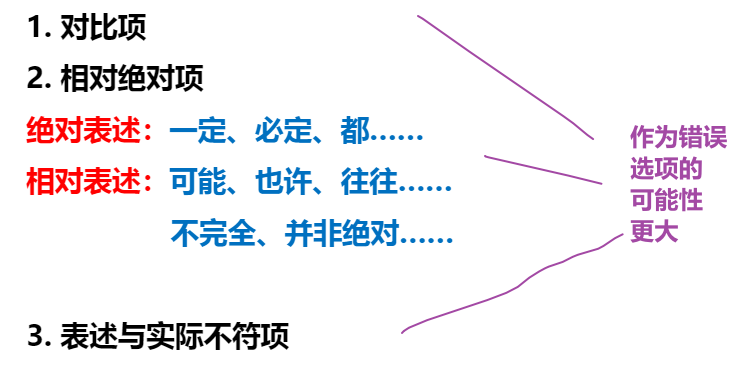 1. 对比项
2. 相对绝对项
绝对表述：一定、必定、都……
相对表述：可能、也许、往往……
不完全、并非绝对……
3. 表述与实际不符项
作为错误
选项的
可能性
更大